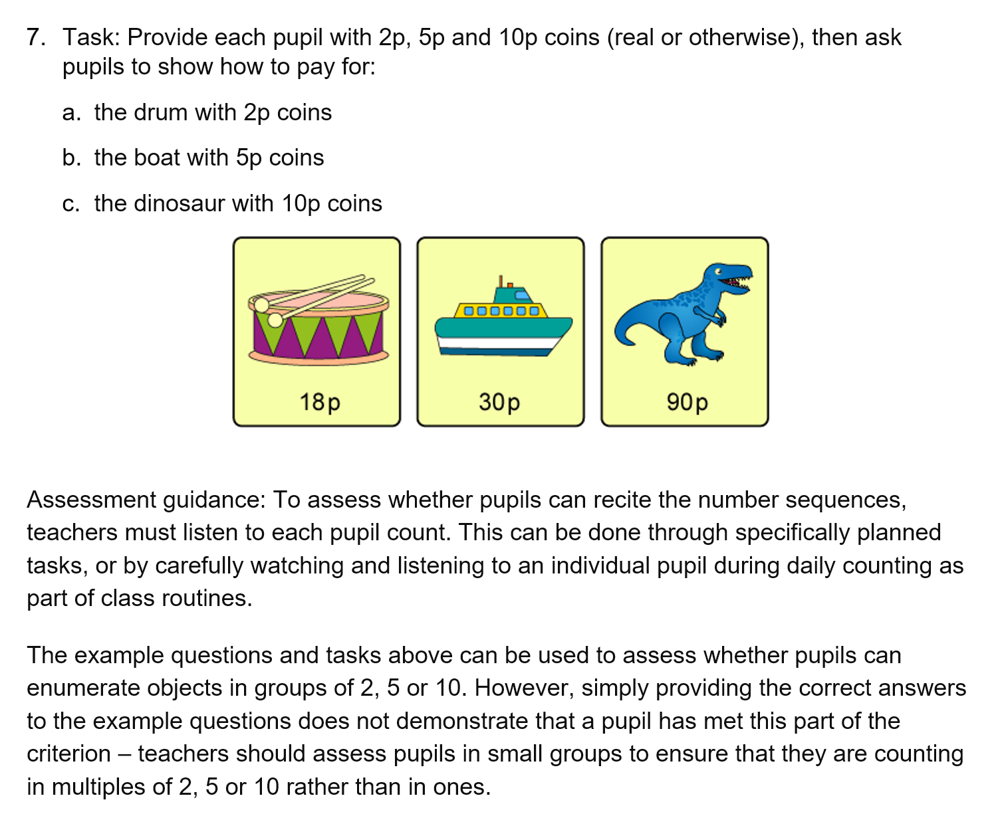 7. Task: Provide each pupil with 2p, 5p and 10p coins (real or otherwise), then ask
pupils to show how to pay for:
a. the drum with 2p coins
b. the boat with 5p coins
c. the dinosaur with 10p coins
18p
30p
90p
Assessment guidance: To assess whether pupils can recite the number sequences,
teachers must listen to each pupil count. This can be done through specifically planned
tasks, or by carefully watching and listening to an individual pupil during daily counting as
part of class routines.
The example questions and tasks above can be used to assess whether pupils can
enumerate objects in groups of 2, 5 or 10. However, simply providing the correct answers
to the example questions does not demonstrate that a pupil has met this part of the
criterion – teachers should assess pupils in small groups to ensure that they are counting
in multiples of 2, 5 or 10 rather than in ones.